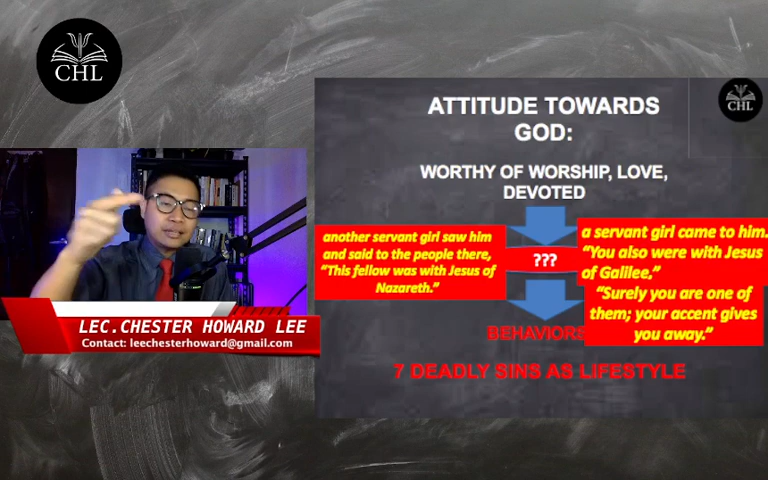 CHL
ATTITUDE TOWARDS
GOD:
CHL
WORTHY OF WORSHIP, LOVE,
DEVOTED
another servant girl saw him
and said to the people there,
“This fellow was with Jesus of
Nazareth.”
???
a servant girl came to him.
“You also were with Jesus
of Galilee,”
“Surely you are one of
them; your accent gives
you away.”
BEHAVIORS
7 DEADLY SINS AS LIFESTYLE
LEC.CHESTER HOWARD LEE
Contact: leechesterhoward@gmail.com